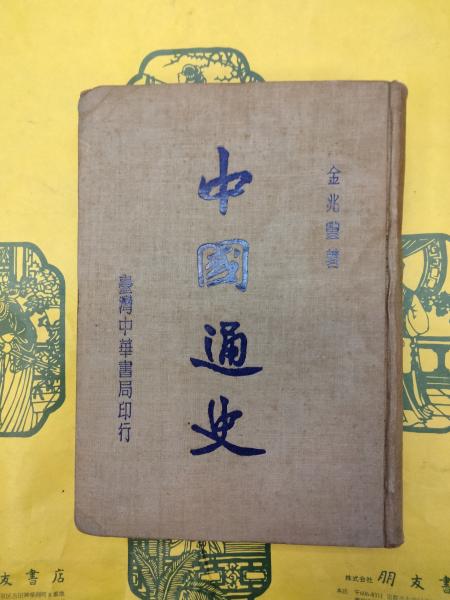 金兆豐著
中國通史
臺灣中華書局印行
友書店
株式会社 朋友書